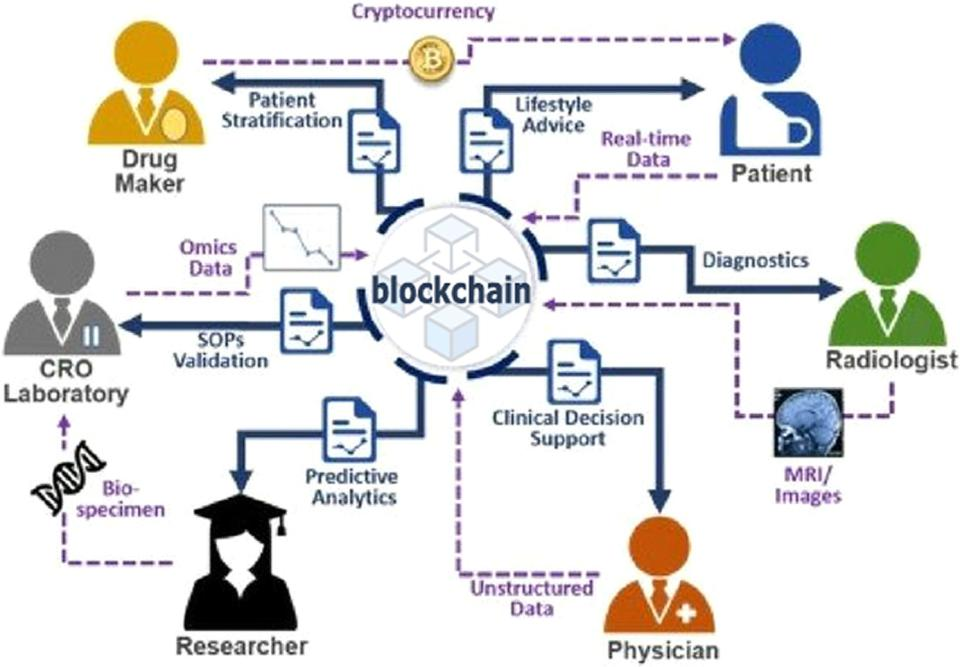 Cryptocurrency
Patient
Stratification
Lifestyle
Advice
Drug
Maker
Real-time
Data
Patient
Omics
Data
blockchain
Diagnostics
SOPs
Validation
CRO
Laboratory
Radiologist
Clinical Decision
Support
Predictive
Analytics
Bio-
specimen
MRI/
Images
Unstructured
Data
Researcher
Physician